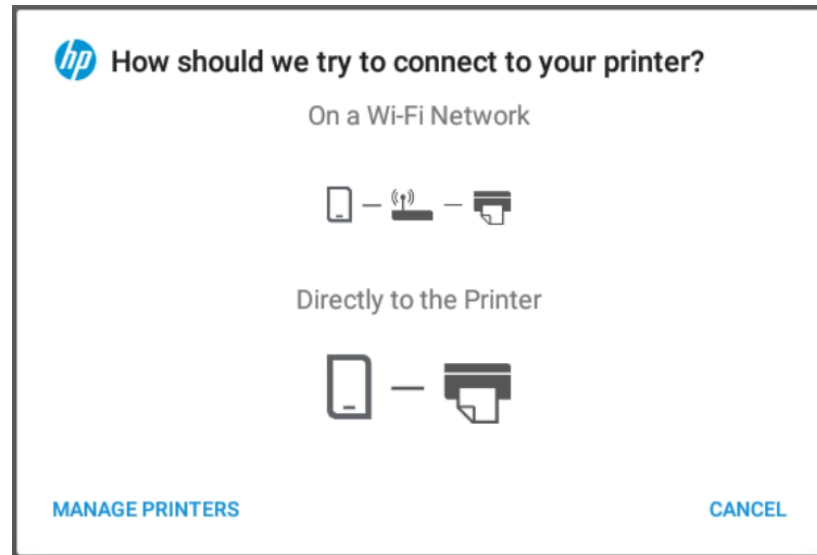 hp How should we try to connect to your printer?
On a Wi-Fi Network
Directly to the Printer
MANAGE PRINTERS CANCEL